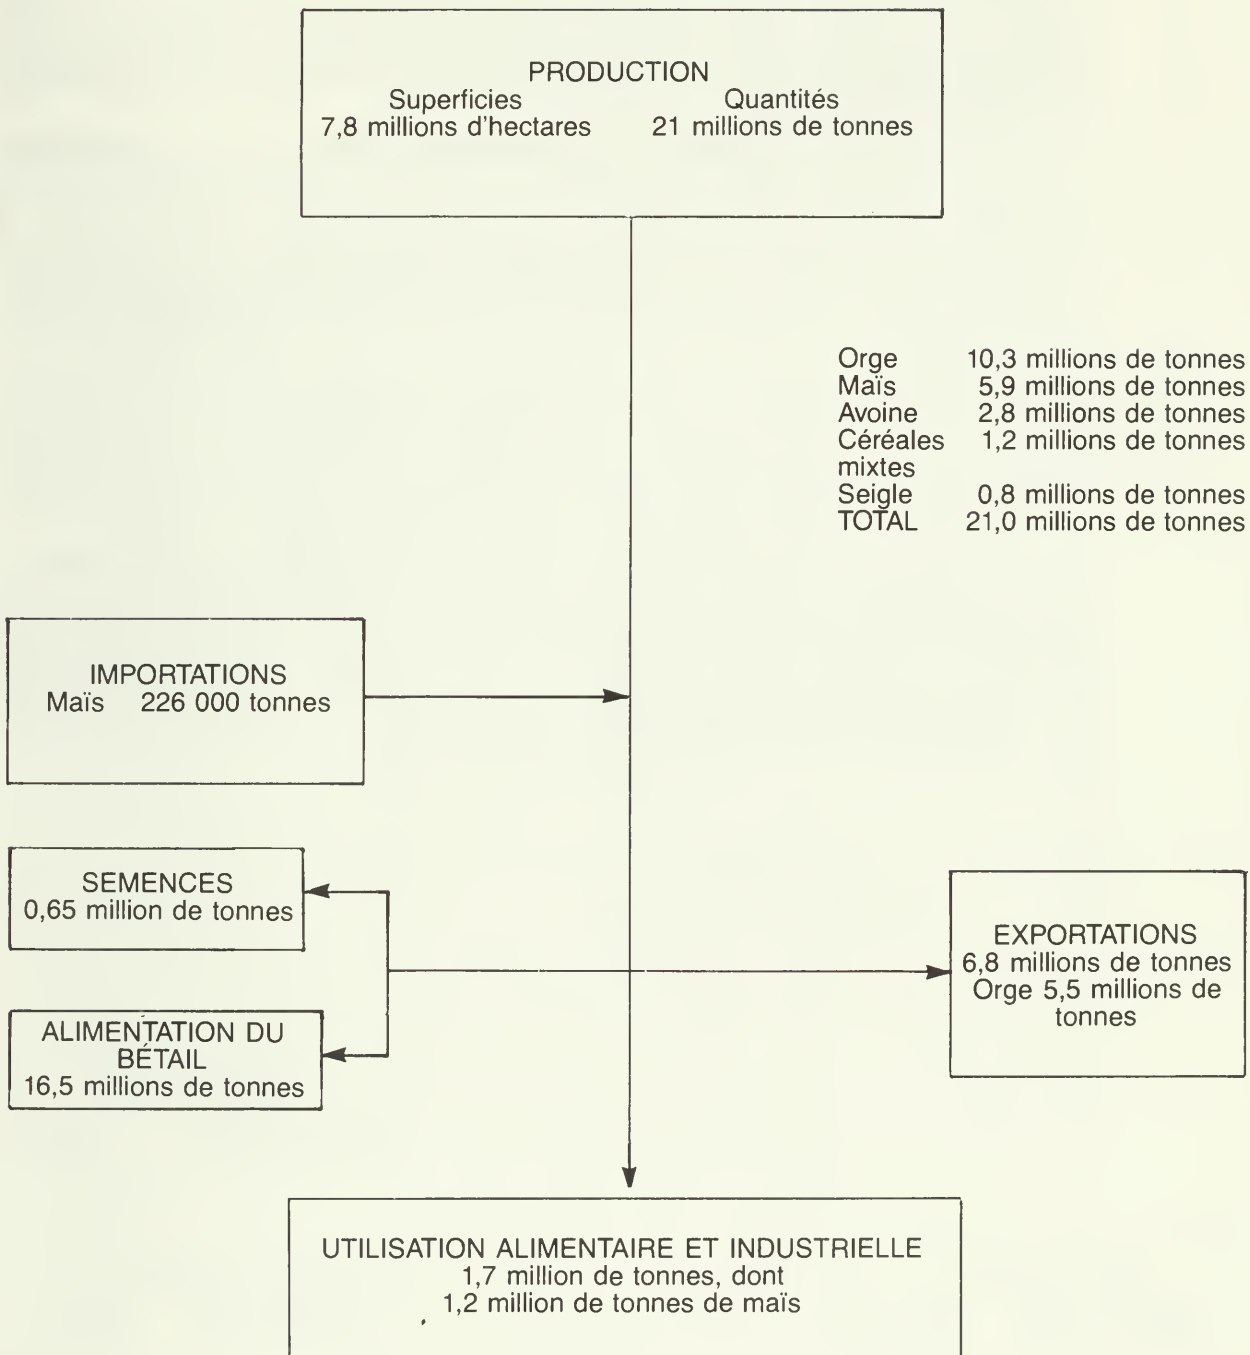 PRODUCTION
Superficies Quantités
7,8 millions d'hectares 21 millions de tonnes
Orge 10,3 millions de tonnes
Maïs 5,9 millions de tonnes
Avoine 2,8 millions de tonnes
Céréales 1,2 millions de tonnes
mixtes
Seigle 0,8 millions de tonnes
TOTAL 21,0 millions de tonnes
IMPORTATIONS
Maïs 226 000 tonnes
SEMENCES
0,65 million de tonnes
EXPORTATIONS
6,8 millions de tonnes
Orge 5,5 millions de
tonnes
ALIMENTATION DU
BÉTAIL
16,5 millions de tonnes
UTILISATION ALIMENTAIRE ET INDUSTRIELLE
1,7 million de tonnes, dont
1,2 million de tonnes de maïs